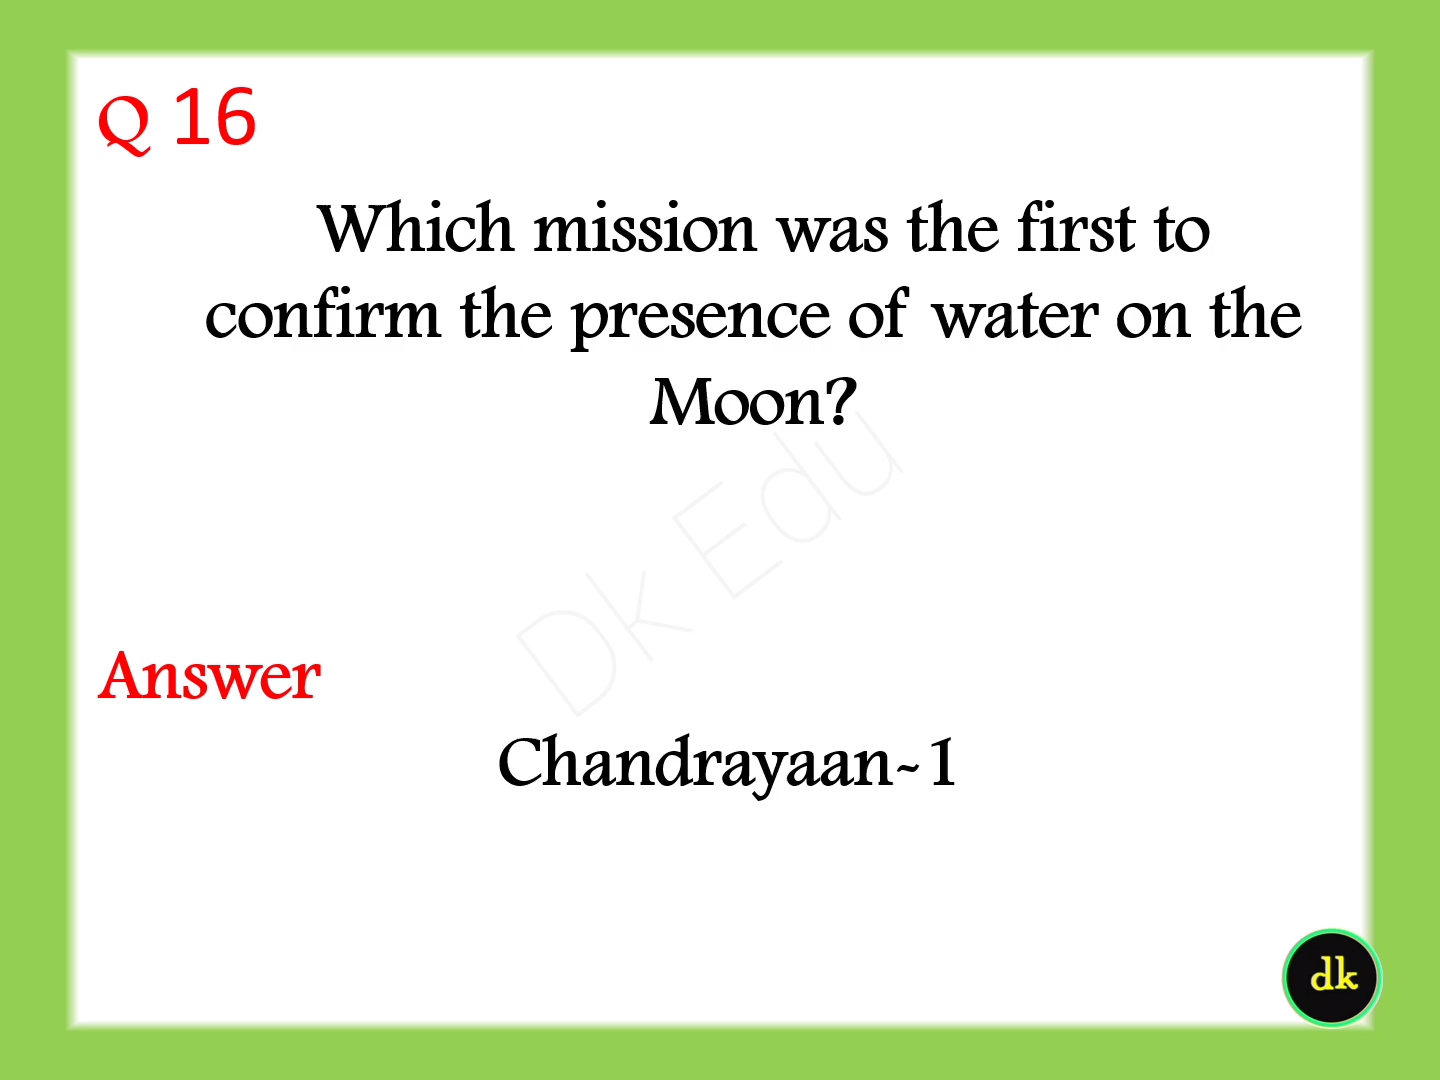 Q 16
Which mission was the first to
confirm the presence of water on the
Moon?
Dk Edu
Answer
Chandrayaan-1
dk